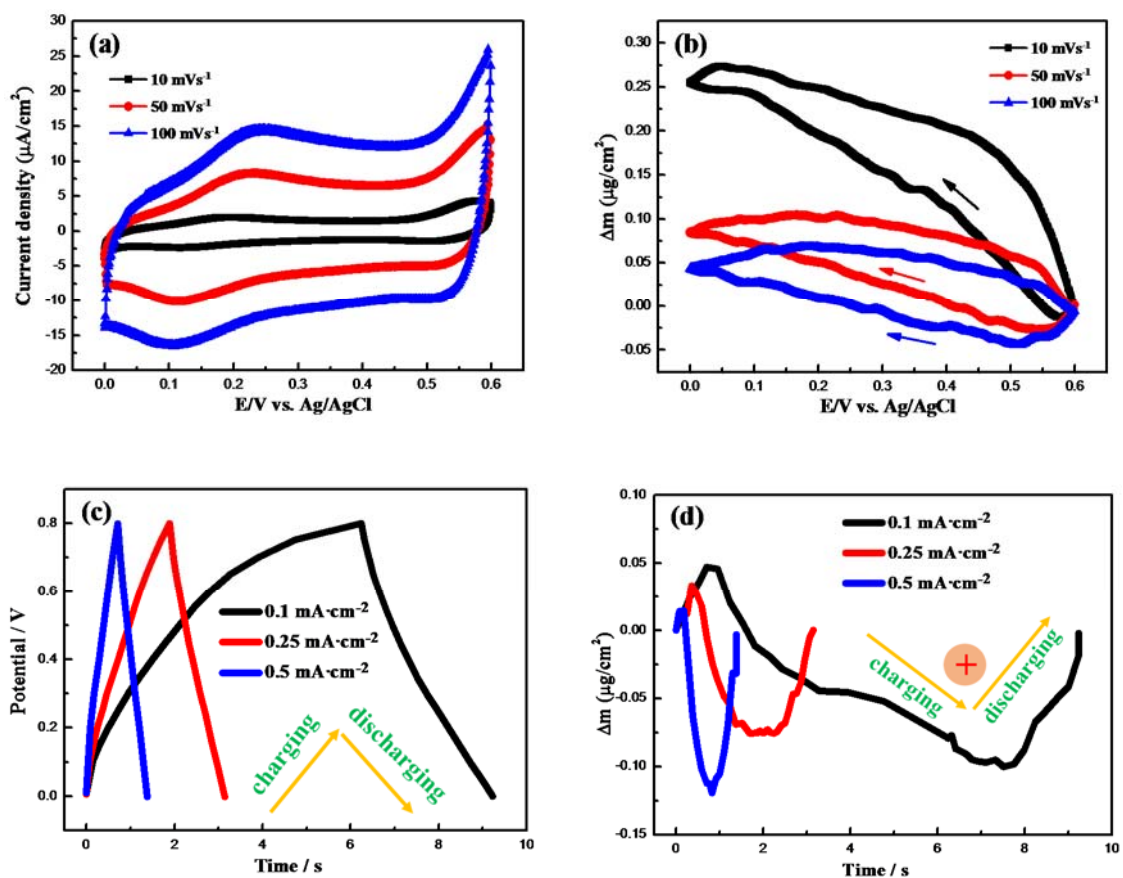 (a)
10 mVs⁻¹
50 mVs⁻¹
100 mVs⁻¹
30
25
20
15
10
5
0
-5
-10
-15
-20
Current density (μA/cm²)
0.0 0.1 0.2 0.3 0.4 0.5 0.6
E/V vs. Ag/AgCl
(b)
10 mVs⁻¹
50 mVs⁻¹
100 mVs⁻¹
0.30
0.25
0.20
0.15
0.10
0.05
0.00
-0.05
Δm (μg/cm²)
0.0 0.1 0.2 0.3 0.4 0.5 0.6
E/V vs. Ag/AgCl
(c)
0.8
0.6
0.4
0.2
0.0
Potential / V
0.1 mA·cm⁻²
0.25 mA·cm⁻²
0.5 mA·cm⁻²
charging
discharging
0 2 4 6 8 10
Time / s
(d)
0.1 mA·cm⁻²
0.25 mA·cm⁻²
0.5 mA·cm⁻²
0.10
0.05
0.00
-0.05
-0.10
-0.15
Δm (μg/cm²)
charging
+
discharging
0 2 4 6 8 10
Time / s